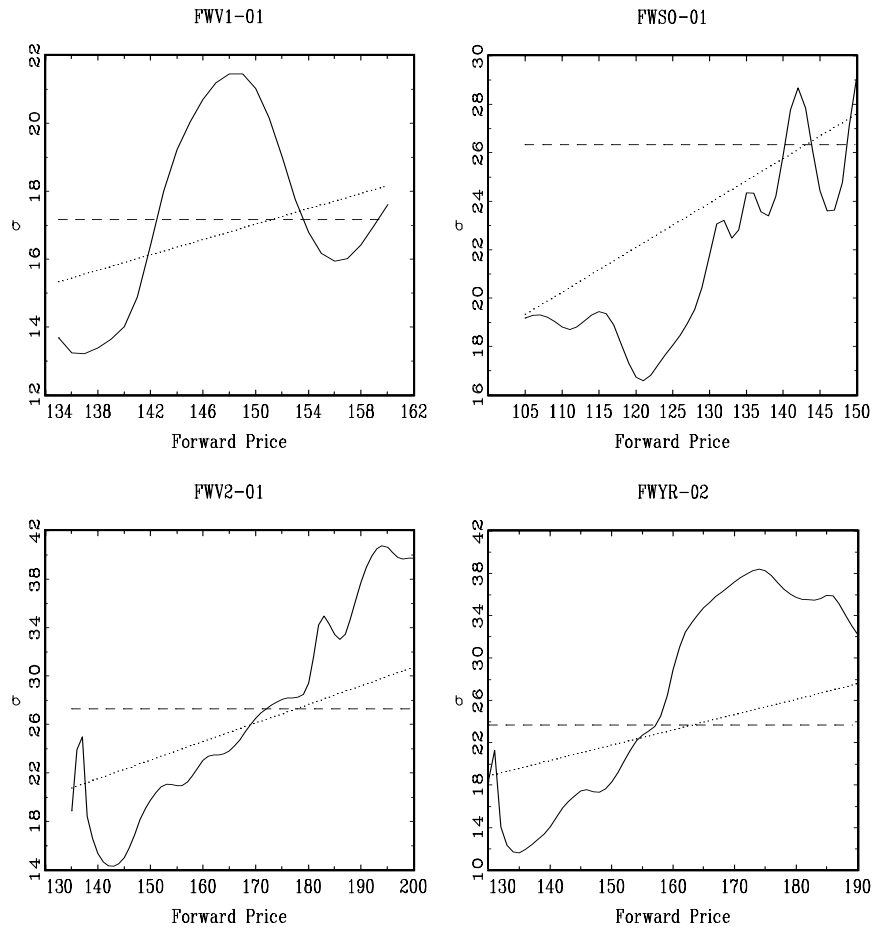 FWV1-01
σ
12 14 16 18 20 22
134 138 142 146 150 154 158 162
Forward Price
FWSO-01
σ
16 18 20 22 24 26 28 30
105 110 115 120 125 130 135 140 145 150
Forward Price
FWV2-01
σ
14 18 22 26 30 34 38 42
130 140 150 160 170 180 190 200
Forward Price
FWYR-02
σ
10 14 18 22 26 30 34 38 42
130 140 150 160 170 180 190
Forward Price